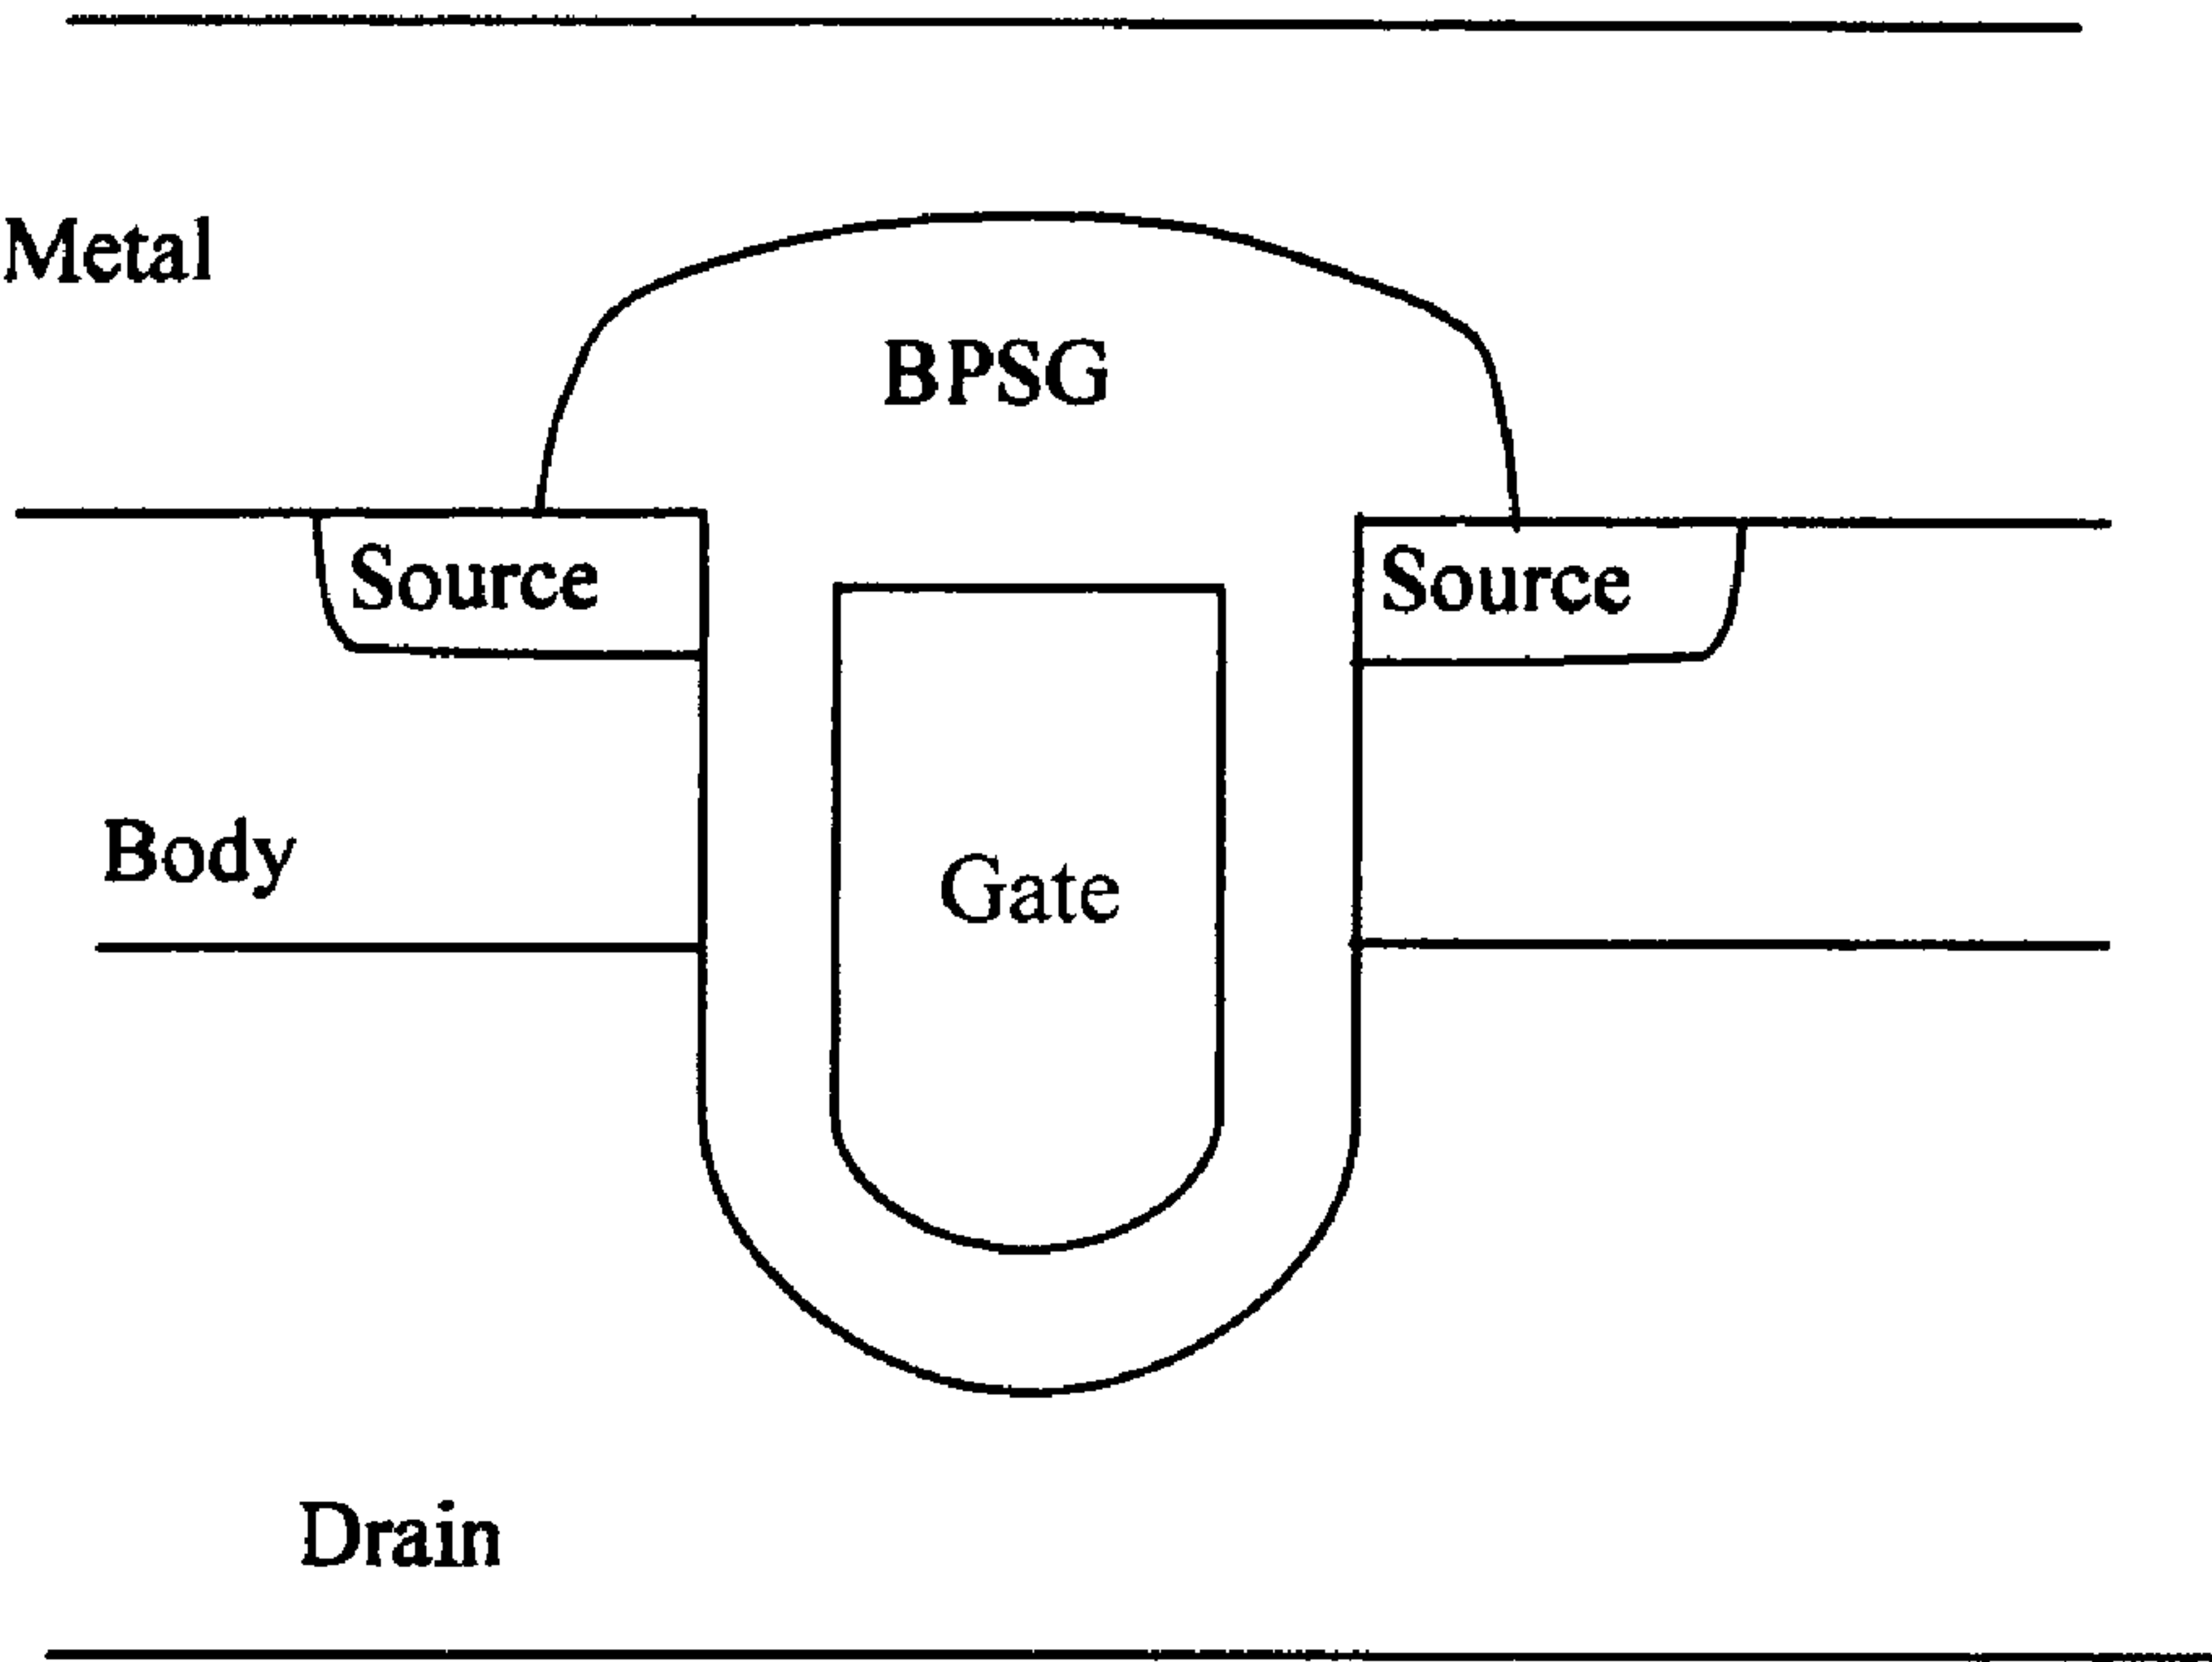 Metal
BPSG
Source
Source
Body
Gate
Drain